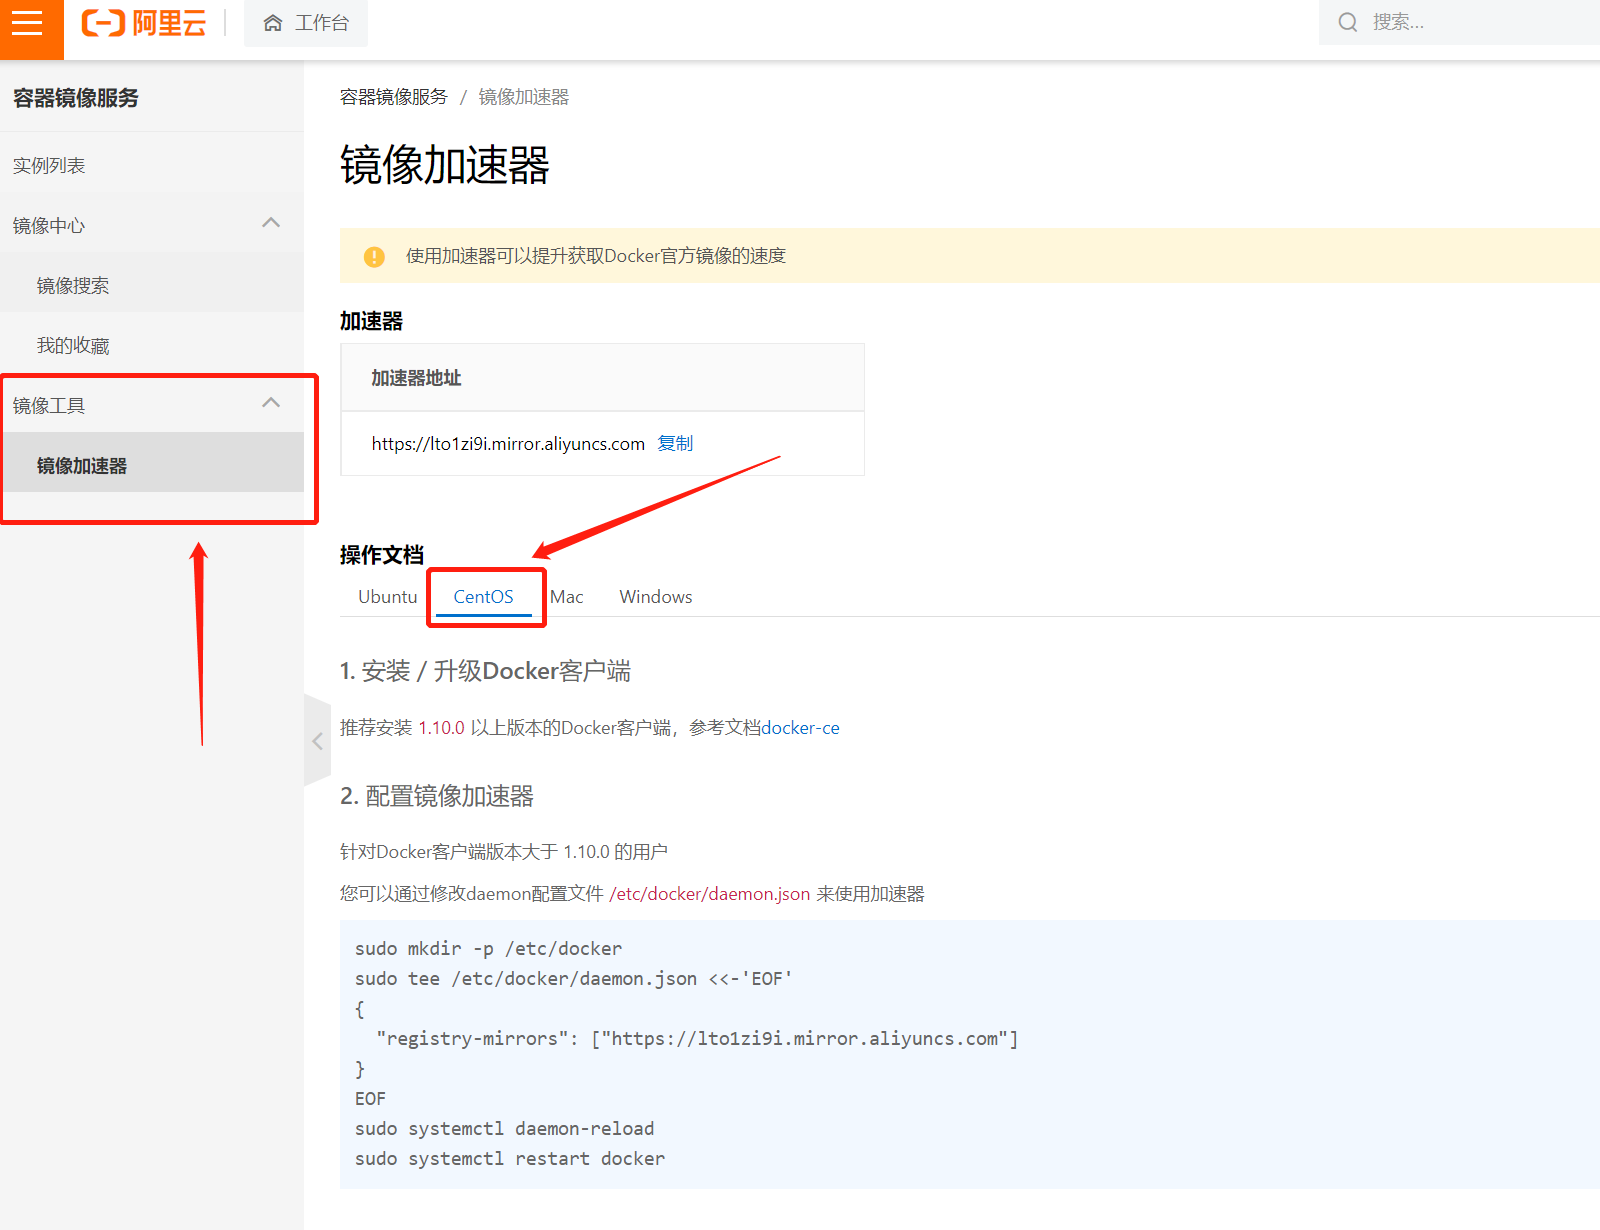 阿里云
工作台
搜索...
容器镜像服务
实例列表
镜像中心
镜像搜索
我的收藏
镜像工具
镜像加速器
容器镜像服务 / 镜像加速器
镜像加速器
使用加速器可以提升获取Docker官方镜像的速度
加速器
加速器地址
https://lto1zi9i.mirror.aliyuncs.com 复制
操作文档
Ubuntu CentOS Mac Windows
1. 安装 / 升级Docker客户端
推荐安装 1.10.0 以上版本的Docker客户端，参考文档docker-ce
2. 配置镜像加速器
针对Docker客户端版本大于 1.10.0 的用户
您可以通过修改daemon配置文件 /etc/docker/daemon.json 来使用加速器
sudo mkdir -p /etc/docker
sudo tee /etc/docker/daemon.json <<-'EOF'
{
  "registry-mirrors": ["https://lto1zi9i.mirror.aliyuncs.com"]
}
EOF
sudo systemctl daemon-reload
sudo systemctl restart docker